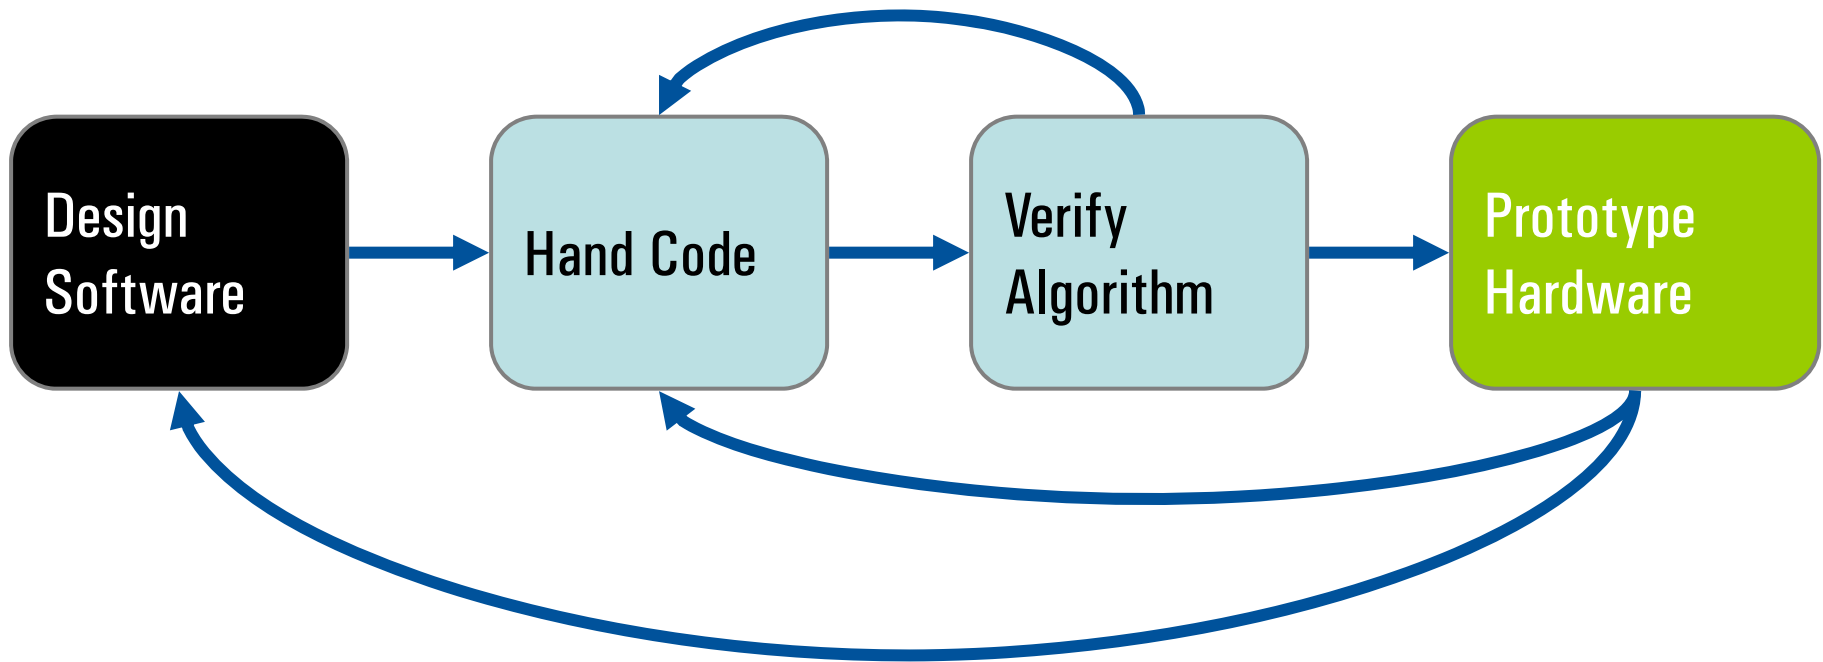 Design
Software
Hand Code
Verify
Algorithm
Prototype
Hardware